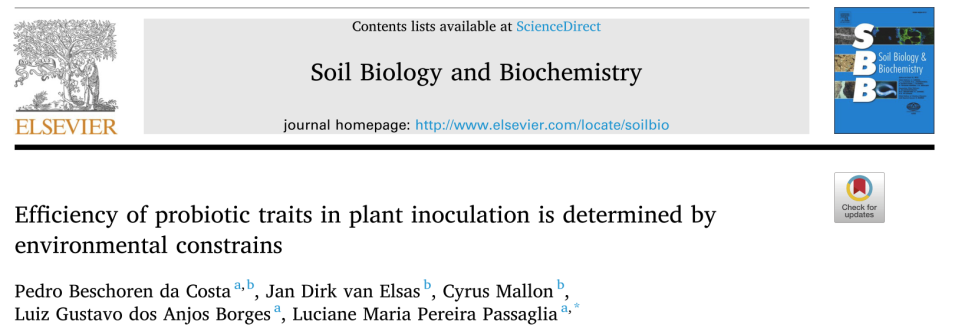 Contents lists available at ScienceDirect
Soil Biology and Biochemistry
journal homepage: http://www.elsevier.com/locate/soilbio
ELSEVIER
SBB
Soil Biology &
Biochemistry
Check for
updates
Efficiency of probiotic traits in plant inoculation is determined by
environmental constrains
Pedro Beschoren da Costa a,b, Jan Dirk van Elsas b, Cyrus Mallon b,
Luiz Gustavo dos Anjos Borges a, Luciane Maria Pereira Passaglia a,*